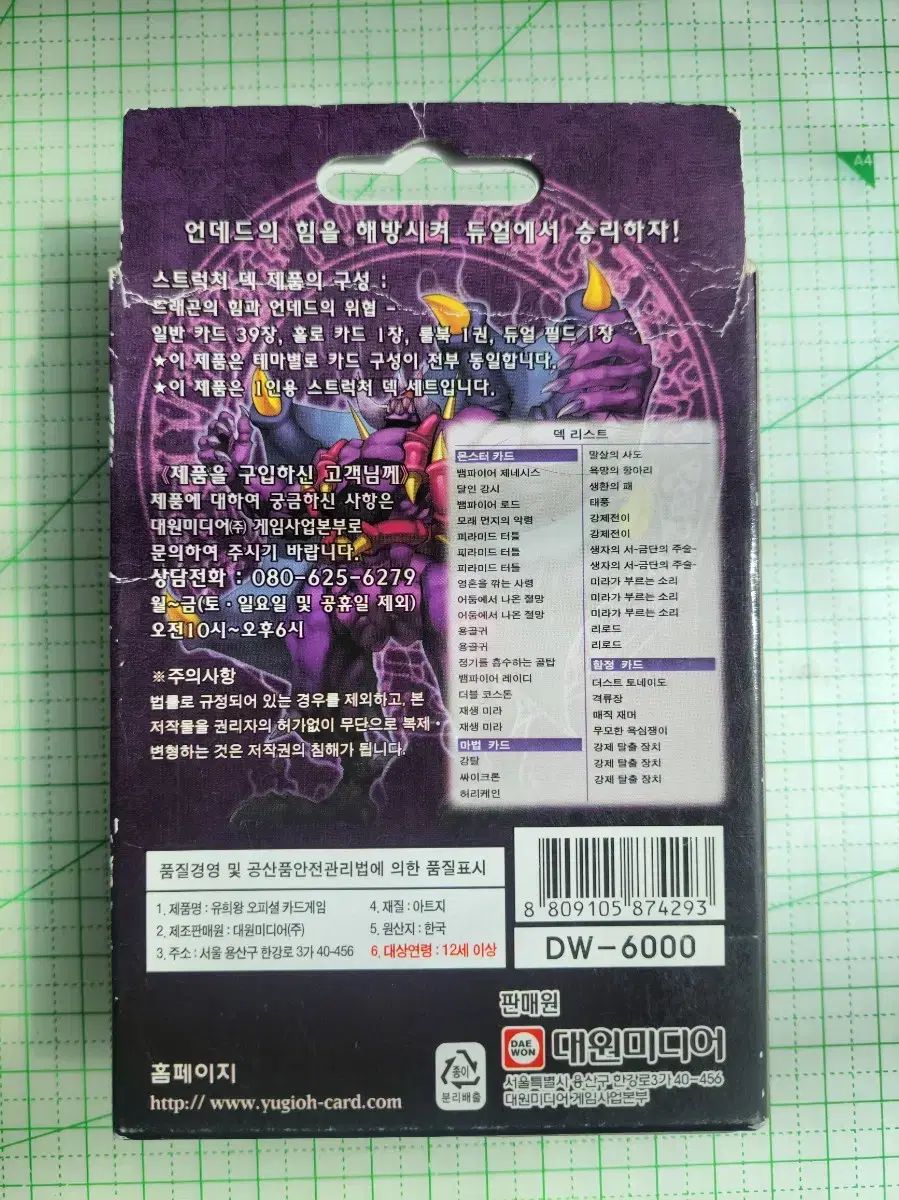 A4
언데드의 힘을 해방시켜 듀얼에서 승리하자!
스트럭처 덱 제품의 구성 :
드래곤의 힘과 언데드의 위협 -
일반 카드 39장, 홀로 카드 1장, 룰북 1권, 듀얼 필드 1장
★이 제품은 테마별로 카드 구성이 전부 동일합니다.
★이 제품은 1인용 스트럭처 덱 세트입니다.
《제품을 구입하신 고객님께》
제품에 대하여 궁금하신 사항은
대원미디어(주) 게임사업본부로
문의하여 주시기 바랍니다.
상담전화 : 080-625-6279
월~금(토·일요일 및 공휴일 제외)
오전10시~오후6시
※주의사항
법률로 규정되어 있는 경우를 제외하고, 본
저작물을 권리자의 허가없이 무단으로 복제·
변형하는 것은 저작권의 침해가 됩니다.
덱 리스트
몬스터 카드
뱀파이어 제네시스
달인 강시
뱀파이어 로드
모래 먼지의 악령
피라미드 터틀
피라미드 터틀
피라미드 터틀
영혼을 깎는 사령
어둠에서 나온 절망
어둠에서 나온 절망
용골귀
용골귀
정기를 흡수하는 골탑
뱀파이어 레이디
더블 코스톤
재생 미라
재생 미라
마법 카드
강탈
싸이크론
허리케인
말살의 사도
욕망의 항아리
생환의 패
태풍
강제전이
강제전이
생자의 서-금단의 주술-
생자의 서-금단의 주술-
미라가 부르는 소리
미라가 부르는 소리
미라가 부르는 소리
리로드
리로드
함정 카드
더스트 토네이도
격류장
매직 재머
무모한 욕심쟁이
강제 탈출 장치
강제 탈출 장치
강제 탈출 장치
품질경영 및 공산품안전관리법에 의한 품질표시
1. 제품명 : 유희왕 오피셜 카드게임
2. 제조판매원 : 대원미디어(주)
3. 주소 : 서울 용산구 한강로 3가 40-456
4. 재질 : 아트지
5. 원산지 : 한국
6. 대상연령 : 12세 이상
8 809105 874293
DW-6000
판매원
DAE WON 대원미디어
서울특별시 용산구 한강로3가 40-456
대원미디어 게임사업본부
종이
분리배출
홈페이지
http:// www.yugioh-card.com